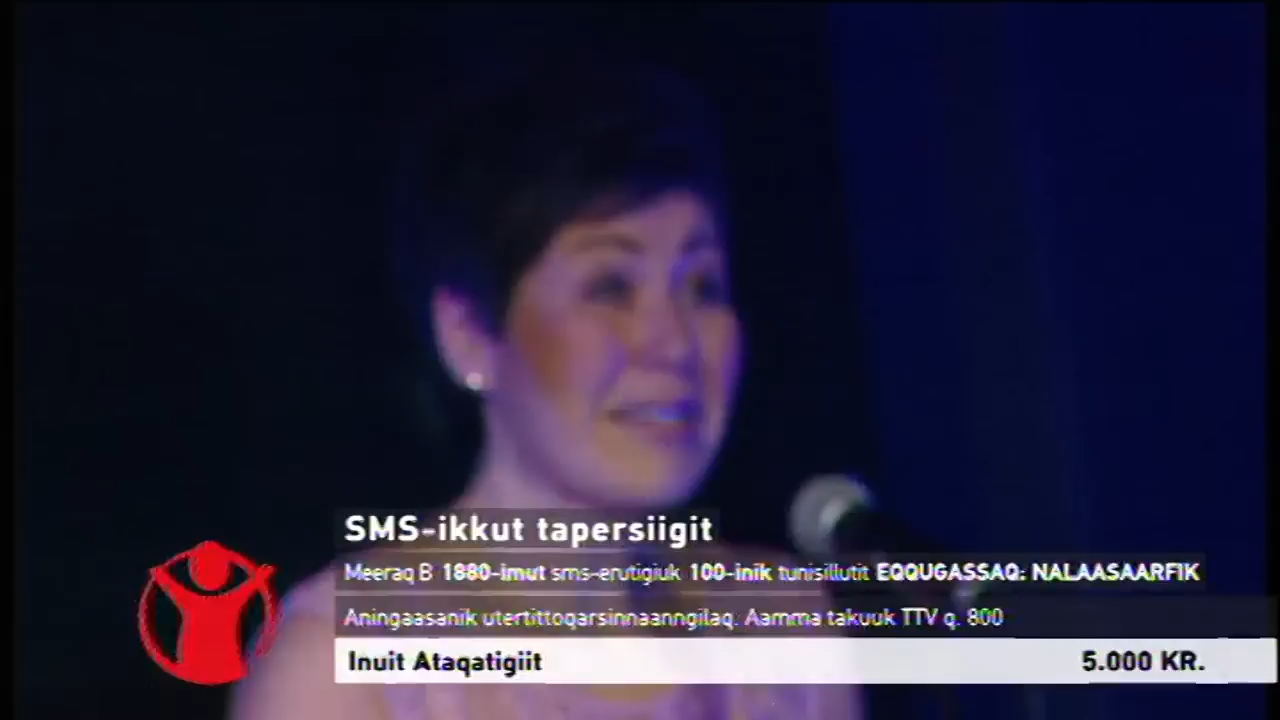 SMS-ikkut tapersiigit
Meeraq B 1880-imut sms-erutigiuk 100-inik tunisillutit EQQUGASSAQ: NALAASAARFIK
Aningaasanik utertittoqarsinnaanngilaq. Aamma takuuk TTV q. 800
Inuit Ataqatigiit 5.000 KR.